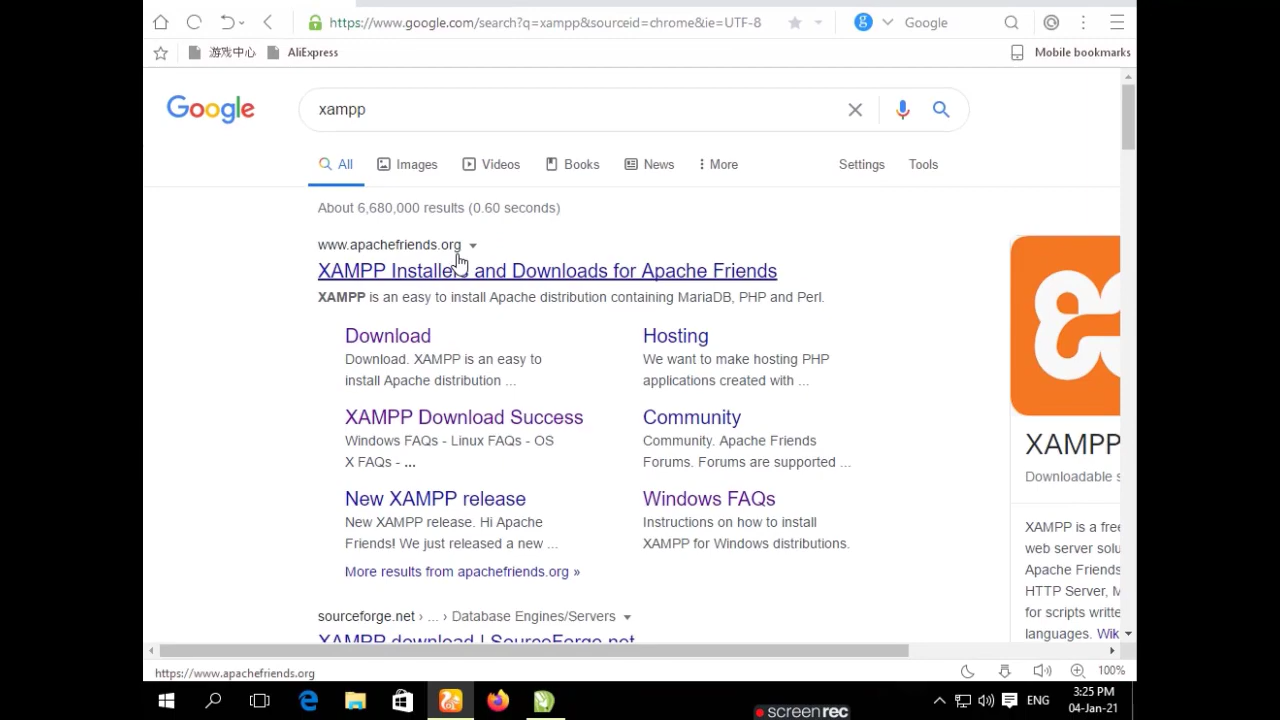 https://www.google.com/search?q=xampp&sourceid=chrome&ie=UTF-8
Google
游戏中心
AliExpress
Mobile bookmarks
Google
xampp
All
Images
Videos
Books
News
More
Settings
Tools
About 6,680,000 results (0.60 seconds)
www.apachefriends.org
XAMPP Installers and Downloads for Apache Friends
XAMPP is an easy to install Apache distribution containing MariaDB, PHP and Perl.
Download
Download. XAMPP is an easy to
install Apache distribution ...
Hosting
We want to make hosting PHP
applications created with ...
XAMPP Download Success
Windows FAQs - Linux FAQs - OS
X FAQs - ...
Community
Community. Apache Friends
Forums. Forums are supported ...
New XAMPP release
New XAMPP release. Hi Apache
Friends! We just released a new ...
Windows FAQs
Instructions on how to install
XAMPP for Windows distributions.
More results from apachefriends.org »
sourceforge.net › ... › Database Engines/Servers
XAMPP download | SourceForge.net
XAMPP
Downloadable s
XAMPP is a free
web server solu
Apache Friends
HTTP Server, M
for scripts writte
languages. Wik
https://www.apachefriends.org
100%
ENG
3:25 PM
04-Jan-21
screenrec